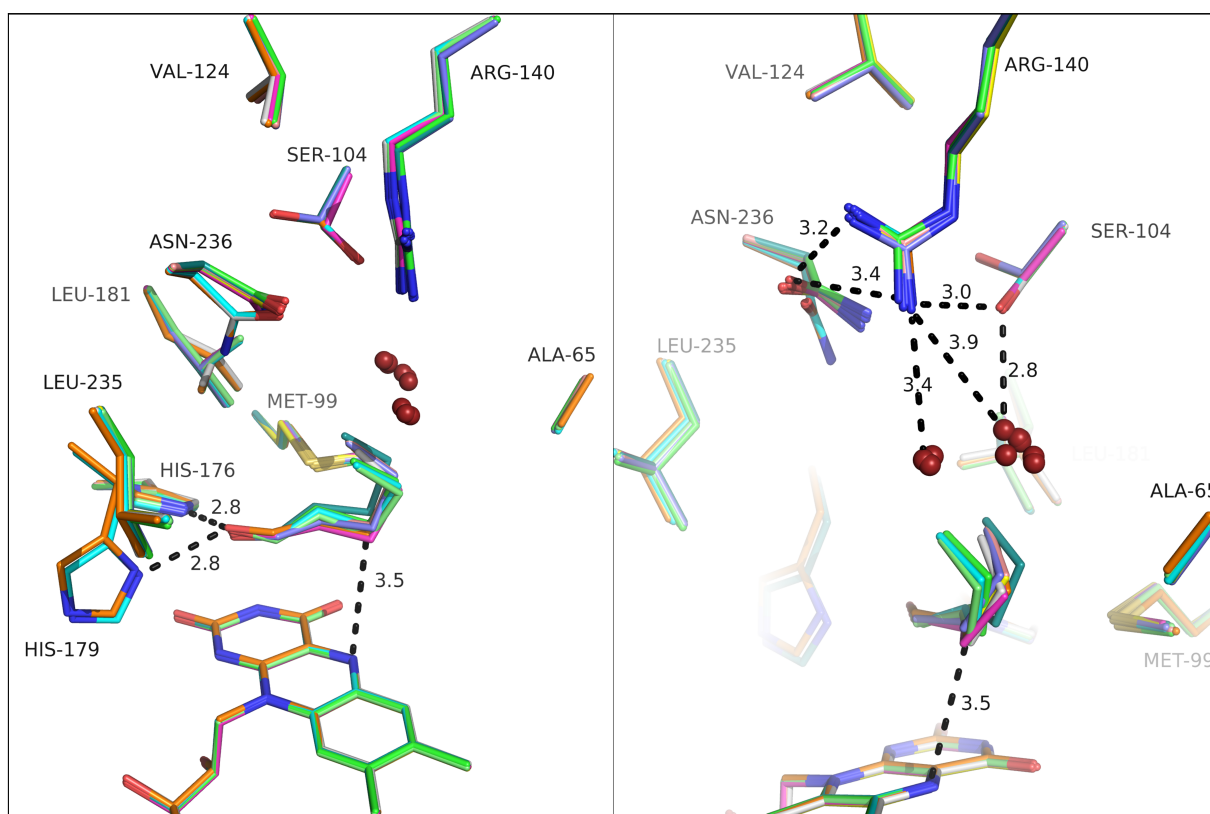 VAL-124
ARG-140
SER-104
ASN-236
LEU-181
ALA-65
LEU-235
MET-99
HIS-176
2.8
2.8
3.5
HIS-179
VAL-124
ARG-140
ASN-236
3.2
SER-104
3.4
3.0
3.9
LEU-235
3.4
2.8
LEU-181
ALA-65
MET-99
3.5